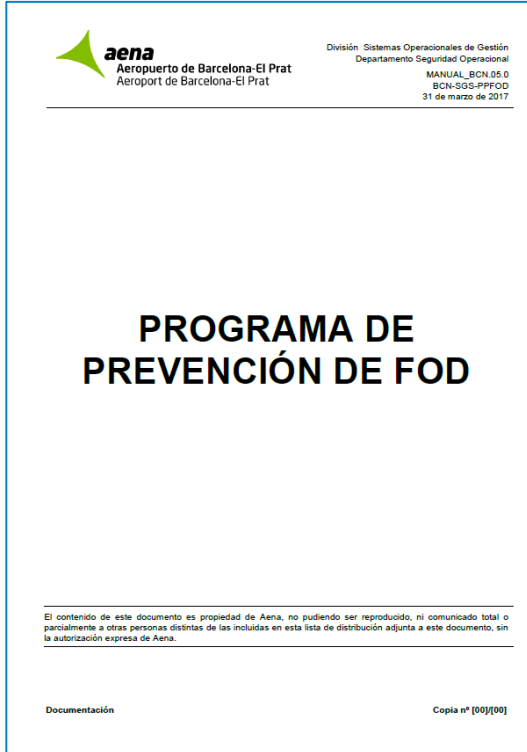 aena
Aeropuerto de Barcelona-El Prat
Aeroport de Barcelona-El Prat
División Sistemas Operacionales de Gestión
Departamento Seguridad Operacional
MANUAL_BCN.05.0
BCN-SGS-PPFOD
31 de marzo de 2017
PROGRAMA DE
PREVENCIÓN DE FOD
El contenido de este documento es propiedad de Aena, no pudiendo ser reproducido, ni comunicado total o
parcialmente a otras personas distintas de las incluidas en esta lista de distribución adjunta a este documento, sin
la autorización expresa de Aena.
Documentación
Copia nº [00]/[00]